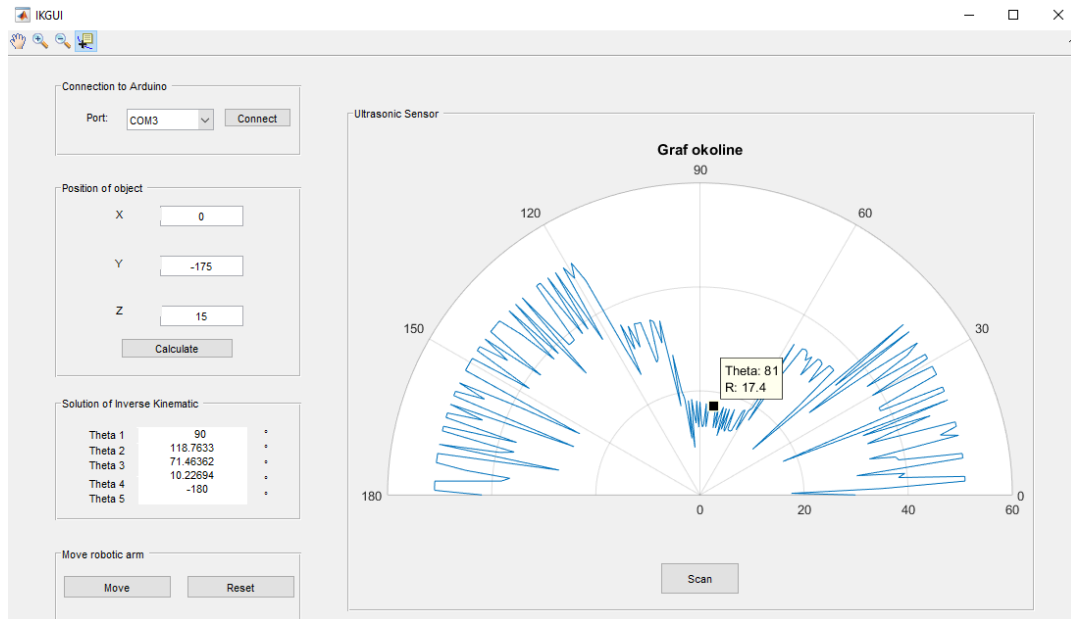 IKGUI
Connection to Arduino
Port:
COM3
Connect
Position of object
X
0
Y
-175
Z
15
Calculate
Solution of Inverse Kinematic
Theta 1
90
°
Theta 2
118.7633
°
Theta 3
71.46362
°
Theta 4
10.22694
°
Theta 5
-180
°
Move robotic arm
Move
Reset
Ultrasonic Sensor
Graf okoline
90
120
60
150
30
180
0
Theta: 81
R: 17.4
0
20
40
60
Scan